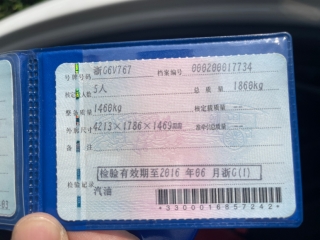 号牌号码 浙G6V767 档案编号 000200017734
核定人数 5人 总质量 1860kg
整备质量 1460kg 核定载质量 --
外廓尺寸 4213×1786×1469mm 准牵引总质量 --
备注
检验有效期至2016年06月浙G(1)
检验记录
汽油
*3300016657242*